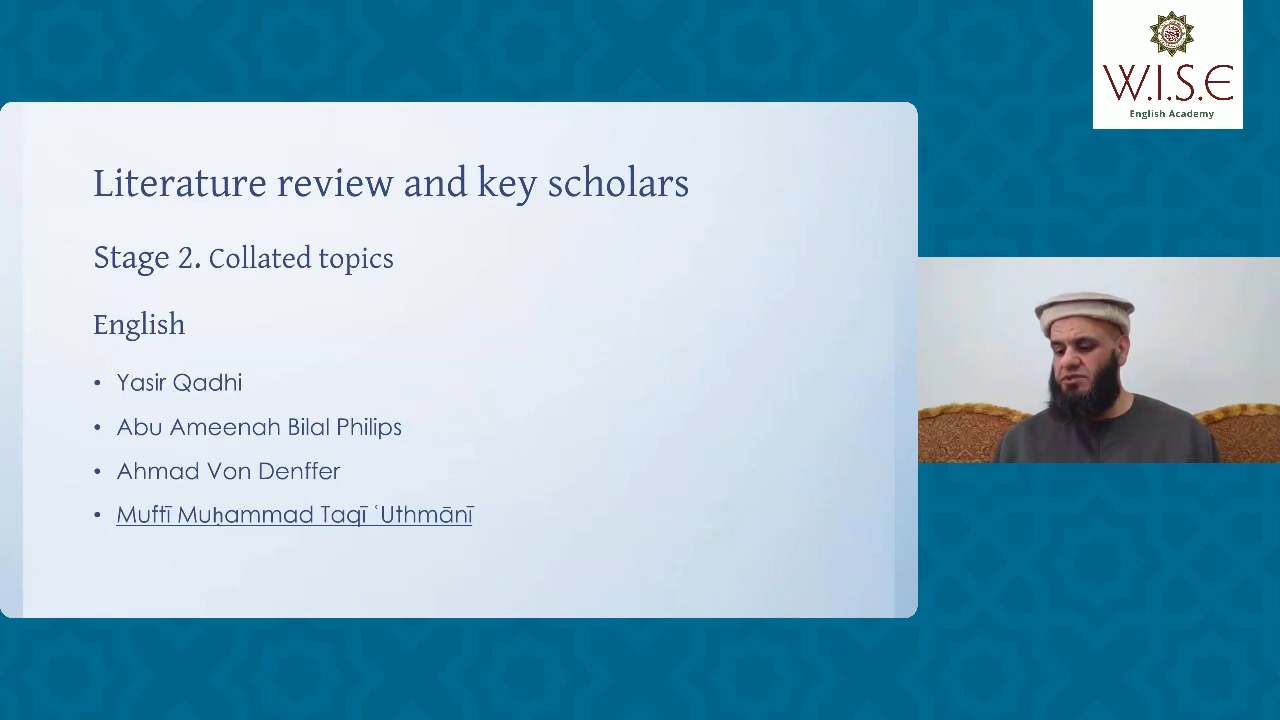 W.I.S.E
English Academy
Literature review and key scholars
Stage 2. Collated topics
English
• Yasir Qadhi
• Abu Ameenah Bilal Philips
• Ahmad Von Denffer
• Muftī Muḥammad Taqī ʿUthmānī